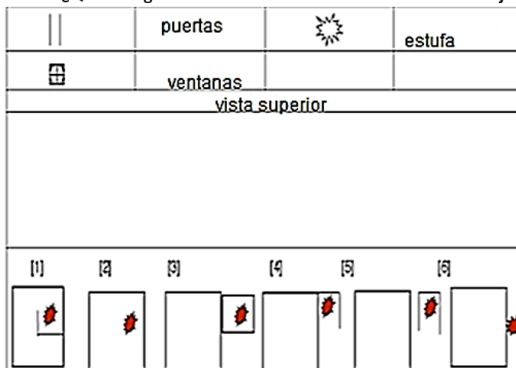 puertas
estufa
ventanas
vista superior
[1] [2] [3] [4] [5] [6]